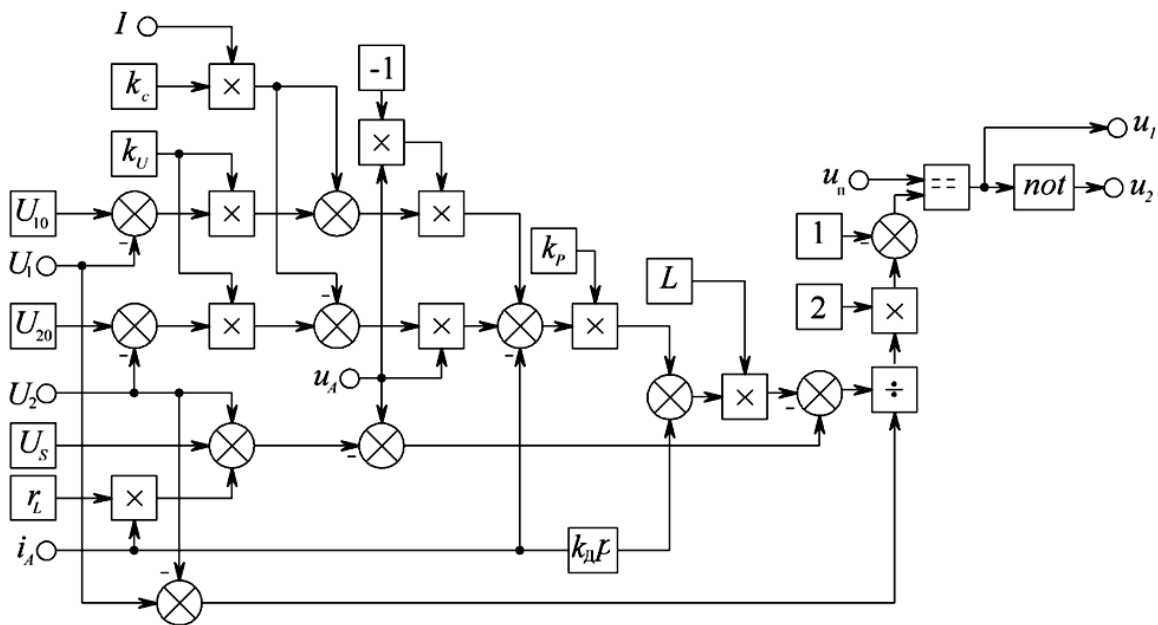 I
k_c
×
-1
×
k_U
×
U_10
-
×
U_1
k_P
L
U_20
-
×
-
×
-
×
×
U_2
u_A
-
U_S
-
r_L
×
i_A
k_Д p
-
u_п
==
u_1
not
u_2
1
-
2
×
÷